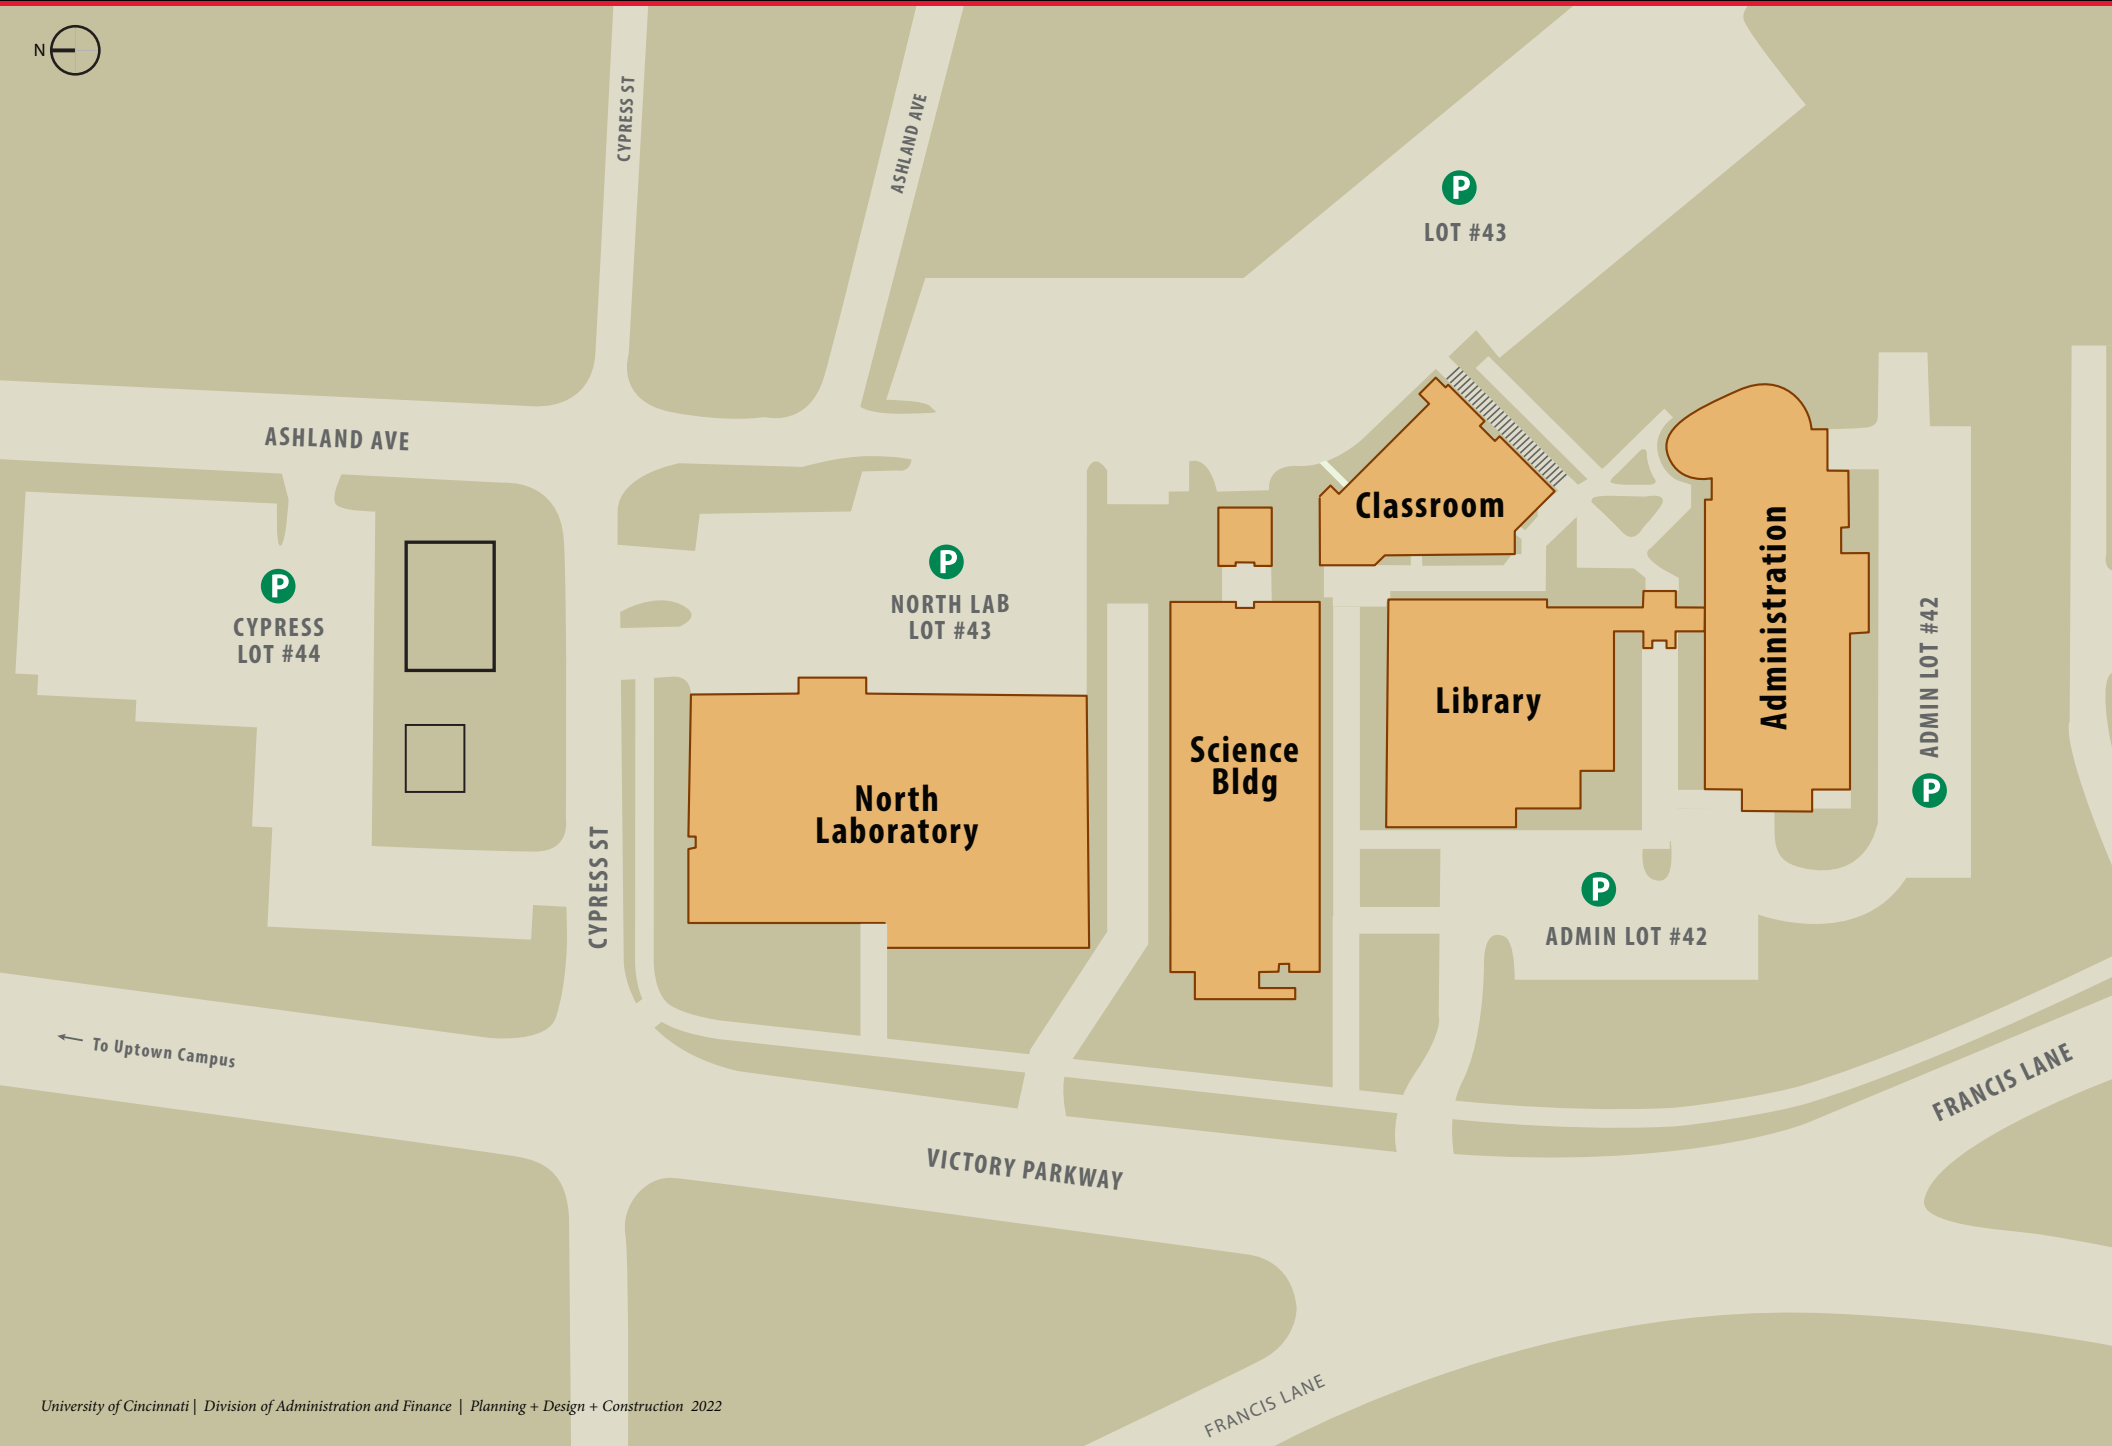 N
CYPRESS ST
ASHLAND AVE
P
LOT #43
ASHLAND AVE
Classroom
P
CYPRESS
LOT #44
P
NORTH LAB
LOT #43
Administration
ADMIN LOT #42
P
Library
Science
Bldg
North
Laboratory
CYPRESS ST
P
ADMIN LOT #42
To Uptown Campus
FRANCIS LANE
VICTORY PARKWAY
FRANCIS LANE
University of Cincinnati | Division of Administration and Finance | Planning + Design + Construction 2022